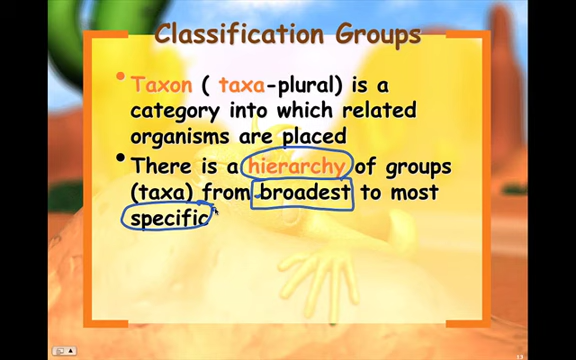 Classification Groups
• Taxon ( taxa-plural) is a
category into which related
organisms are placed
• There is a hierarchy of groups
(taxa) from broadest to most
specific
13